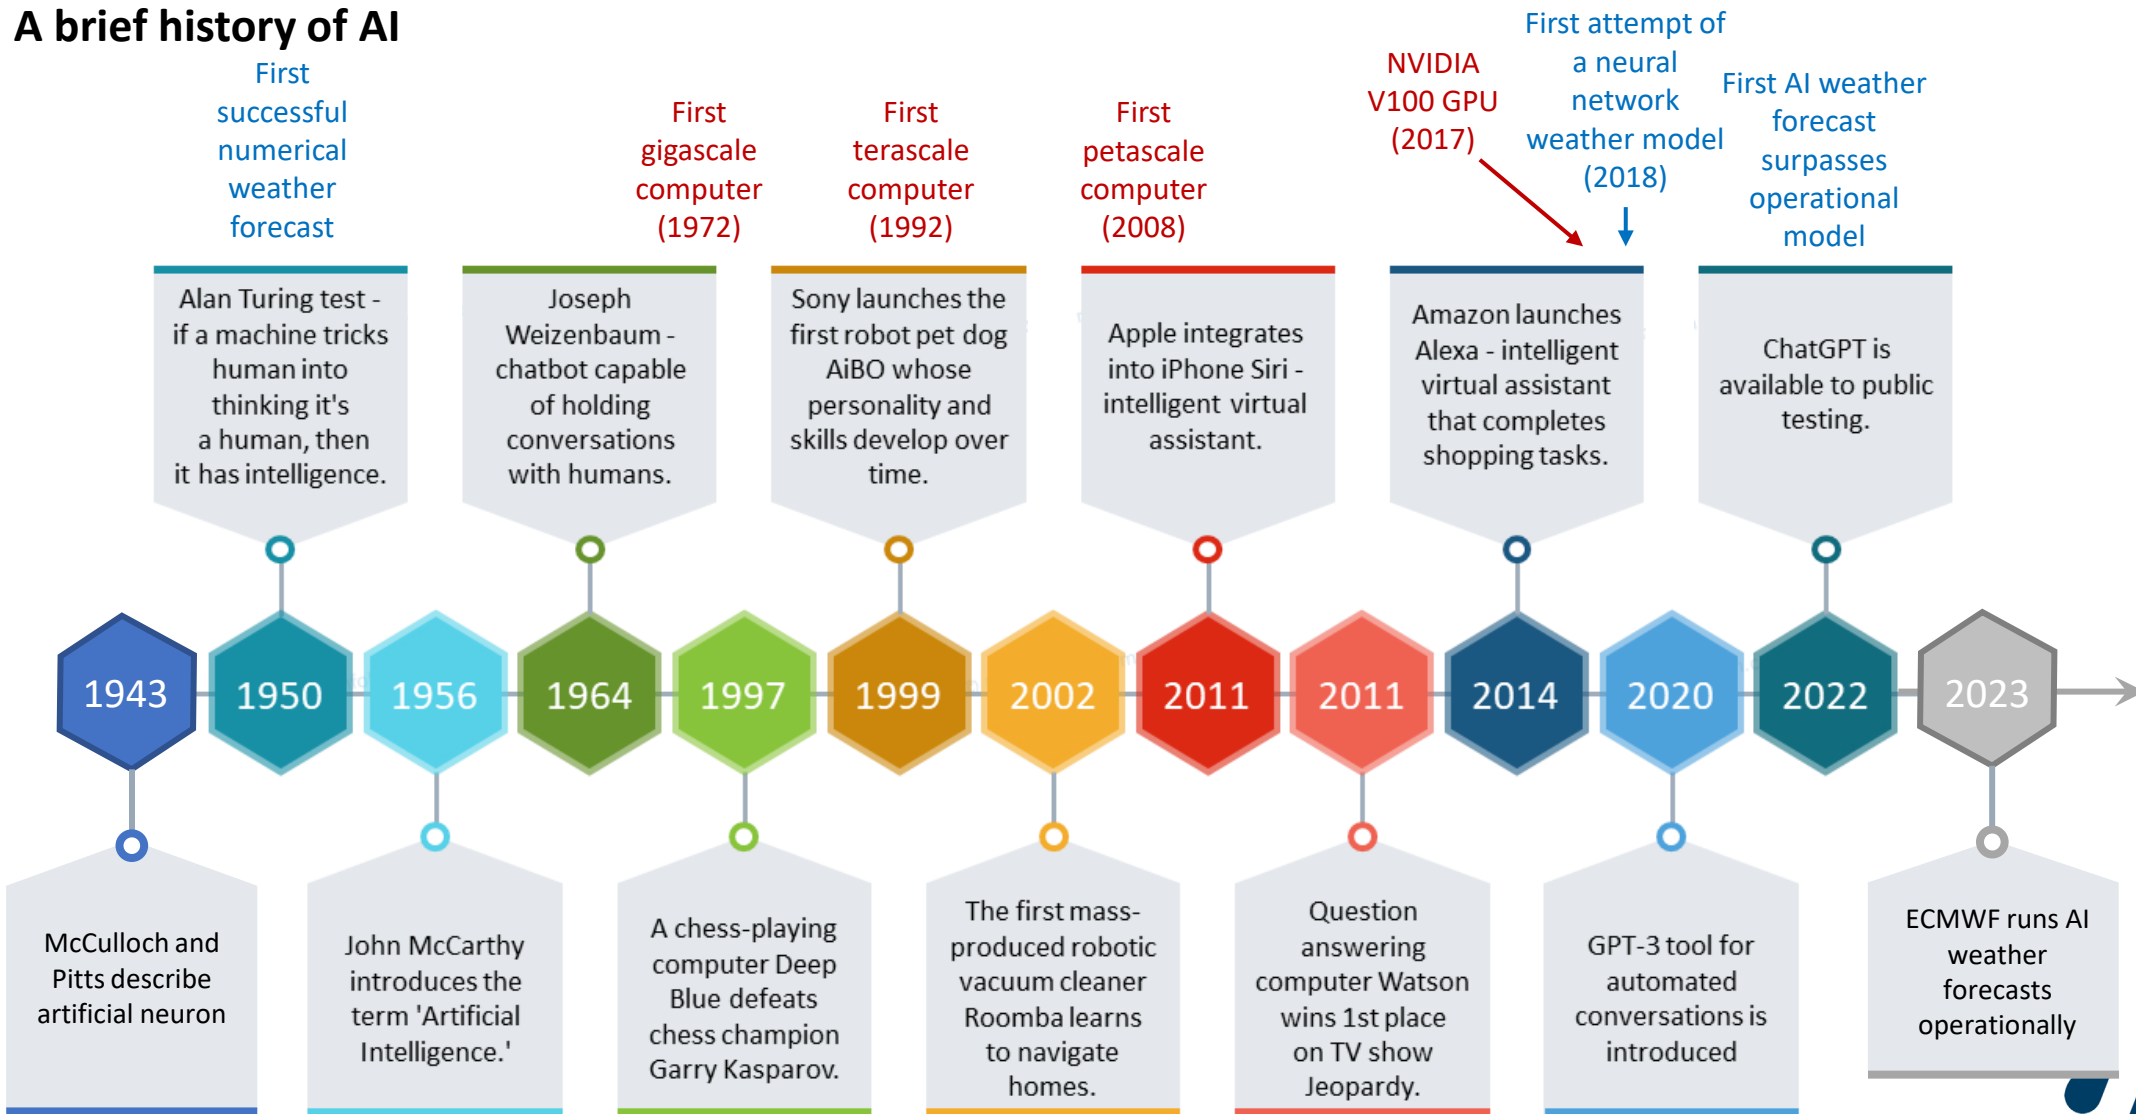 A brief history of AI
First
successful
numerical
weather
forecast
First
gigascale
computer
(1972)
First
terascale
computer
(1992)
First
petascale
computer
(2008)
NVIDIA
V100 GPU
(2017)
First attempt of
a neural
network
weather model
(2018)
First AI weather
forecast
surpasses
operational
model
Alan Turing test -
if a machine tricks
human into
thinking it's
a human, then
it has intelligence.
Joseph
Weizenbaum -
chatbot capable
of holding
conversations
with humans.
Sony launches the
first robot pet dog
AiBO whose
personality and
skills develop over
time.
Apple integrates
into iPhone Siri -
intelligent virtual
assistant.
Amazon launches
Alexa - intelligent
virtual assistant
that completes
shopping tasks.
ChatGPT is
available to public
testing.
1943
1950
1956
1964
1997
1999
2002
2011
2011
2014
2020
2022
2023
McCulloch and
Pitts describe
artificial neuron
John McCarthy
introduces the
term 'Artificial
Intelligence.'
A chess-playing
computer Deep
Blue defeats
chess champion
Garry Kasparov.
The first mass-
produced robotic
vacuum cleaner
Roomba learns
to navigate
homes.
Question
answering
computer Watson
wins 1st place
on TV show
Jeopardy.
GPT-3 tool for
automated
conversations is
introduced
ECMWF runs AI
weather
forecasts
operationally